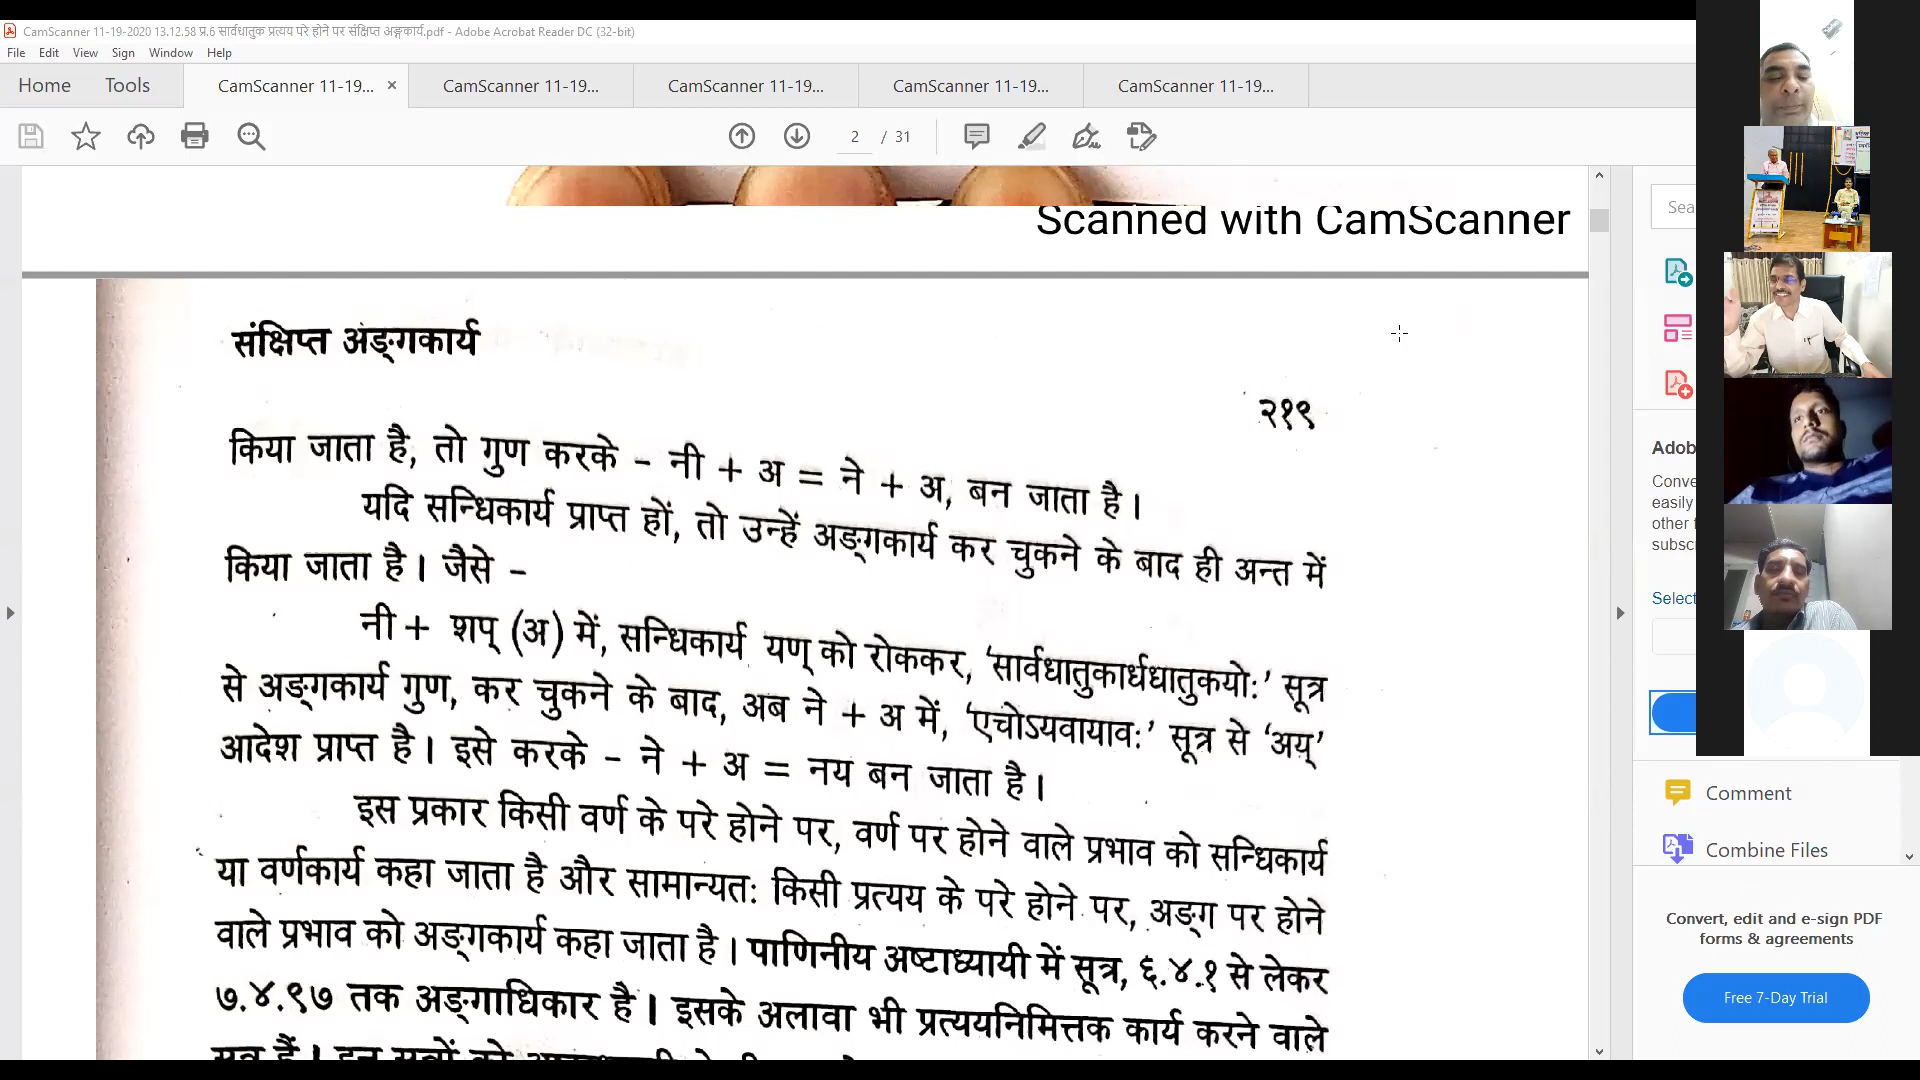 CamScanner 11-19-2020 13.12.58 प्र.6 सार्वधातुक प्रत्यय परे होने पर संक्षिप्त अङ्गकार्य.pdf - Adobe Acrobat Reader DC (32-bit)
File Edit View Sign Window Help
Home Tools CamScanner 11-19... × CamScanner 11-19... CamScanner 11-19... CamScanner 11-19... CamScanner 11-19...
2 / 31
Scanned with CamScanner
Sea
संक्षिप्त अङ्गकार्य
२१९
किया जाता है, तो गुण करके - नी + अ = ने + अ, बन जाता है।
यदि सन्धिकार्य प्राप्त हों, तो उन्हें अङ्गकार्य कर चुकने के बाद ही अन्त में
किया जाता है। जैसे -
नी + शप् (अ) में, सन्धिकार्य यण् को रोककर, ‘सार्वधातुकार्धधातुकयोः’ सूत्र
से अङ्गकार्य गुण, कर चुकने के बाद, अब ने + अ में, ‘एचोऽयवायावः’ सूत्र से ‘अय्’
आदेश प्राप्त है। इसे करके - ने + अ = नय बन जाता है।
इस प्रकार किसी वर्ण के परे होने पर, वर्ण पर होने वाले प्रभाव को सन्धिकार्य
या वर्णकार्य कहा जाता है और सामान्यतः किसी प्रत्यय के परे होने पर, अङ्ग पर होने
वाले प्रभाव को अङ्गकार्य कहा जाता है। पाणिनीय अष्टाध्यायी में सूत्र, ६.४.१ से लेकर
७.४.९७ तक अङ्गाधिकार है। इसके अलावा भी प्रत्ययनिमित्तक कार्य करने वाले
Adob
Conve
easily
other
subsc
Select
Comment
Combine Files
Convert, edit and e-sign PDF
forms & agreements
Free 7-Day Trial